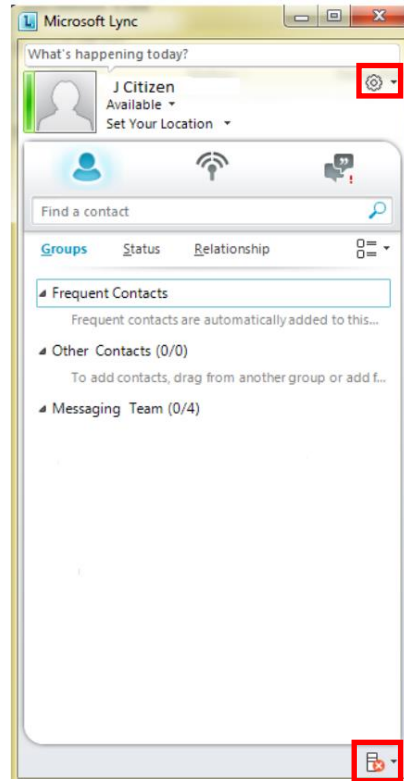 Microsoft Lync
What's happening today?
J Citizen
Available
Set Your Location
Find a contact
Groups Status Relationship
Frequent Contacts
Frequent contacts are automatically added to this...
Other Contacts (0/0)
To add contacts, drag from another group or add f...
Messaging Team (0/4)